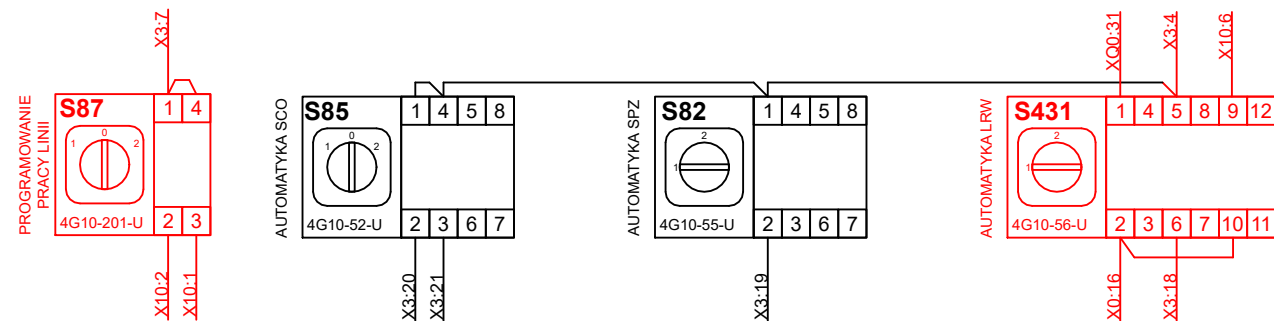 X3:7
PROGRAMOWANIE
PRACY LINII
S87
1 4
1 0 2
4G10-201-U
2 3
X10:2
X10:1
AUTOMATYKA SCO
S85
1 4 5 8
1 0 2
4G10-52-U
2 3 6 7
X3:20
X3:21
AUTOMATYKA SPZ
S82
1 4 5 8
1 2
4G10-55-U
2 3 6 7
X3:19
XQ0:31
X3:4
X10:6
AUTOMATYKA LRW
S431
1 4 5 8 9 12
1 2
4G10-56-U
2 3 6 7 10 11
X0:16
X3:18